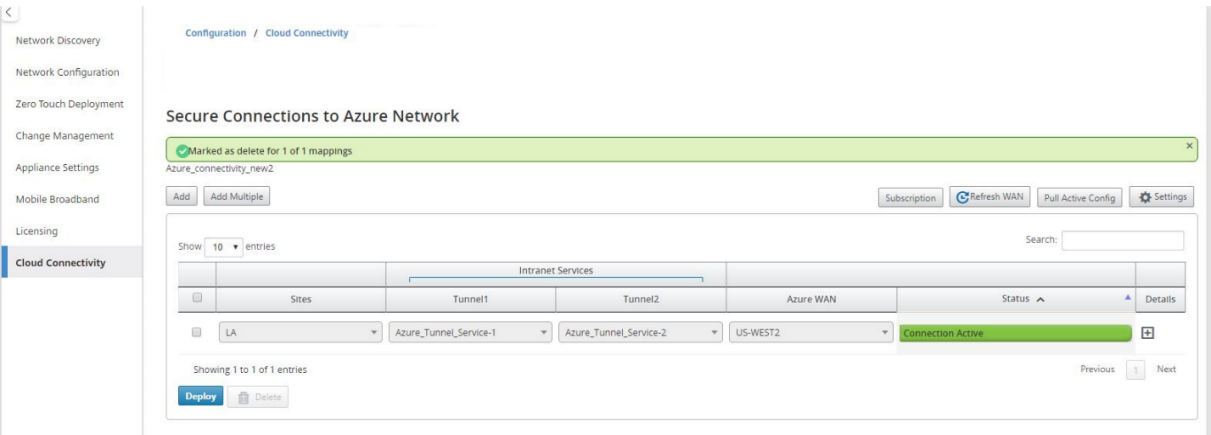 Network Discovery
Network Configuration
Zero Touch Deployment
Change Management
Appliance Settings
Mobile Broadband
Licensing
Cloud Connectivity
Configuration / Cloud Connectivity
Secure Connections to Azure Network
Marked as delete for 1 of 1 mappings ×
Azure_connectivity_new2
Add Add Multiple Subscription Refresh WAN Pull Active Config Settings
Show 10 entries Search:
Intranet Services
Sites Tunnel1 Tunnel2 Azure WAN Status Details
LA Azure_Tunnel_Service-1 Azure_Tunnel_Service-2 US-WEST2 Connection Active
Showing 1 to 1 of 1 entries Previous 1 Next
Deploy Delete